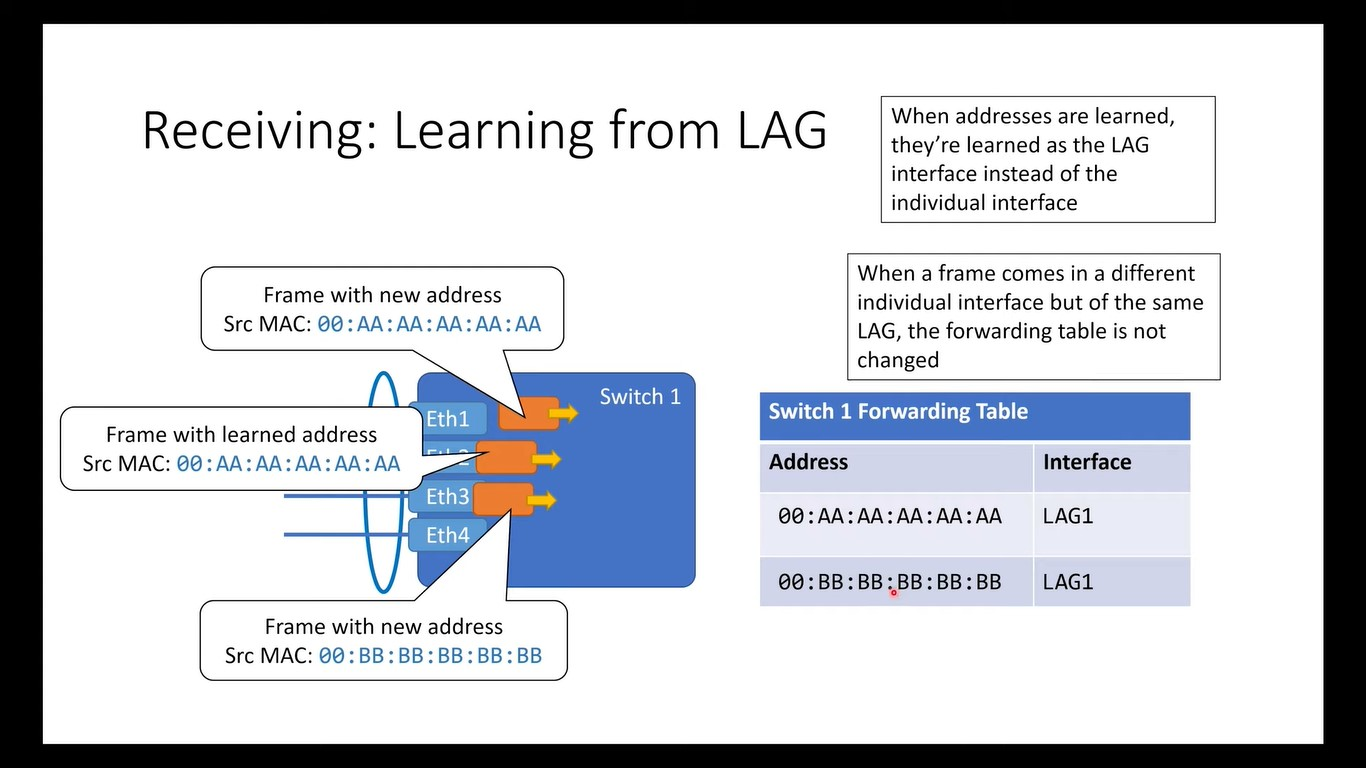 Receiving: Learning from LAG
When addresses are learned,
they're learned as the LAG
interface instead of the
individual interface
When a frame comes in a different
individual interface but of the same
LAG, the forwarding table is not
changed
Frame with new address
Src MAC: 00:AA:AA:AA:AA:AA
Switch 1
Eth1
Frame with learned address
Src MAC: 00:AA:AA:AA:AA:AA
Eth2
Eth3
Eth4
Frame with new address
Src MAC: 00:BB:BB:BB:BB:BB
Switch 1 Forwarding Table
Address Interface
00:AA:AA:AA:AA:AA LAG1
00:BB:BB:BB:BB:BB LAG1